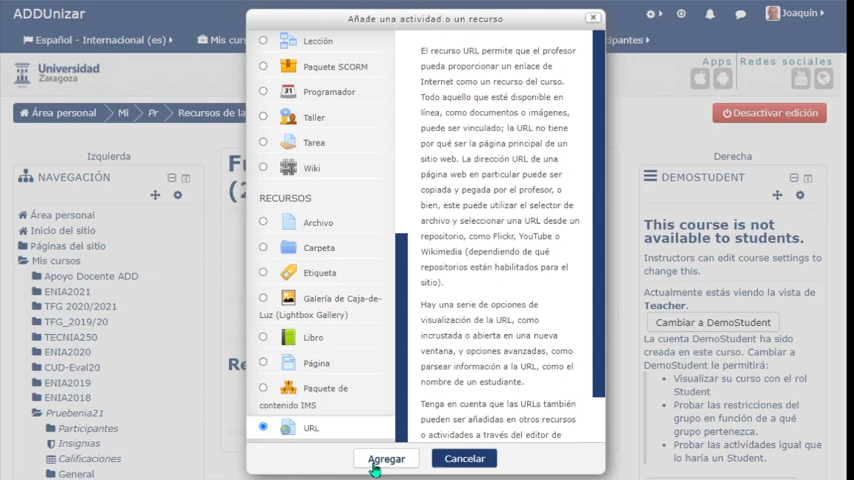 ADDUnizar
Joaquín
Español - Internacional (es)
Mis cur
cipantes
Universidad
Zaragoza
Apps
Redes sociales
Área personal
Mi
Pr
Recursos de la
Desactivar edición
Izquierda
NAVEGACIÓN
Área personal
Inicio del sitio
Páginas del sitio
Mis cursos
Apoyo Docente ADD
ENIA2021
TFG 2020/2021
TFG_2019/20
TECNIA250
ENIA2020
CUD-Eval20
ENIA2019
ENIA2018
Pruebenia21
Participantes
Insignias
Calificaciones
General
Fu
(2
Re
Añade una actividad o un recurso
Lección
Paquete SCORM
Programador
Taller
Tarea
Wiki
RECURSOS
Archivo
Carpeta
Etiqueta
Galería de Caja-de-
Luz (Lightbox Gallery)
Libro
Página
Paquete de
contenido IMS
URL
El recurso URL permite que el profesor
pueda proporcionar un enlace de
Internet como un recurso del curso.
Todo aquello que esté disponible en
línea, como documentos o imágenes,
puede ser vinculado; la URL no tiene
por qué ser la página principal de un
sitio web. La dirección URL de una
página web en particular puede ser
copiada y pegada por el profesor, o
bien, este puede utilizar el selector de
archivo y seleccionar una URL desde un
repositorio, como Flickr, YouTube o
Wikimedia (dependiendo de qué
repositorios están habilitados para el
sitio).
Hay una serie de opciones de
visualización de la URL, como
incrustada o abierta en una nueva
ventana, y opciones avanzadas, como
parsear información a la URL, como el
nombre de un estudiante.
Tenga en cuenta que las URLs también
pueden ser añadidas en otros recursos
o actividades a través del editor de
Agregar
Cancelar
Derecha
DEMOSTUDENT
This course is not
available to students.
Instructors can edit course settings to
change this.
Actualmente estás viendo la vista de
Teacher.
Cambiar a DemoStudent
La cuenta DemoStudent ha sido
creada en este curso. Cambiar a
DemoStudent le permitirá:
Visualizar su curso con el rol
Student
Probar las restricciones del
grupo en función de a qué
grupo pertenezca.
Probar las actividades igual que
lo haría un Student.